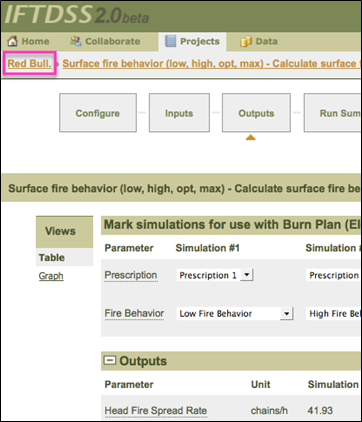 IFTDSS 2.0 beta
Home Collaborate Projects Data
Red Bull. Surface fire behavior (low, high, opt, max) - Calculate surface f
Configure Inputs Outputs Run Sum
Surface fire behavior (low, high, opt, max) - Calculate surface fire be
Views
Table
Graph
Mark simulations for use with Burn Plan (El
Parameter Simulation #1 Simulation #
Prescription Prescription 1 Prescription
Fire Behavior Low Fire Behavior High Fire Beh
Outputs
Parameter Unit Simulation
Head Fire Spread Rate chains/h 41.93